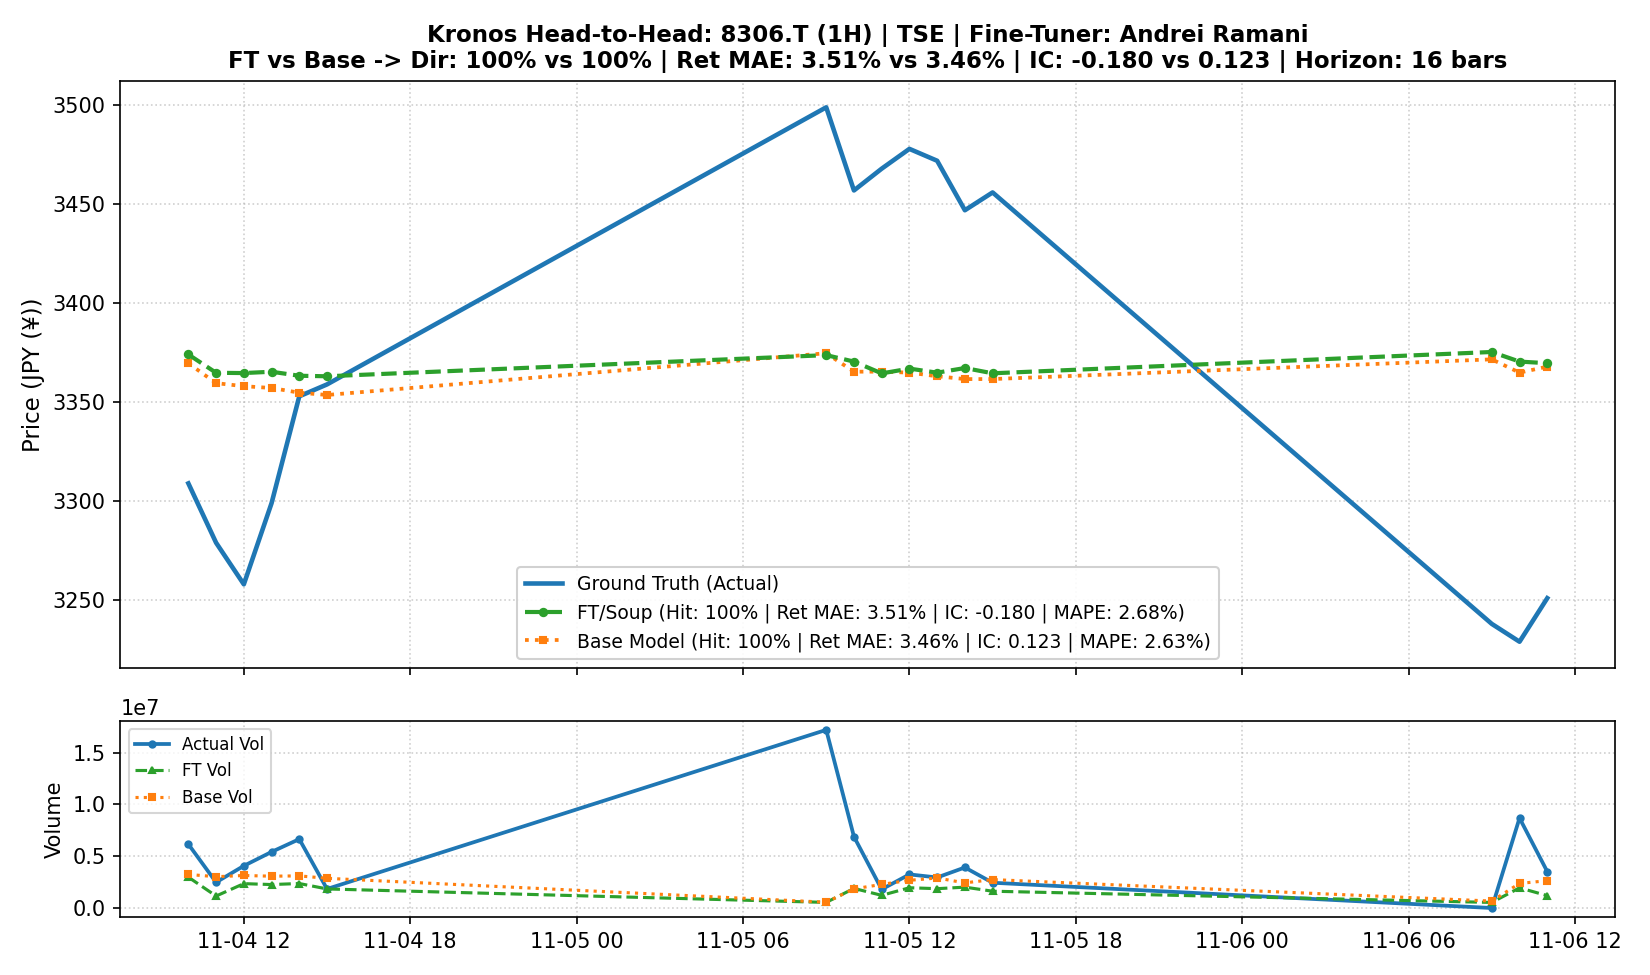 Kronos Head-to-Head: 8306.T (1H) | TSE | Fine-Tuner: Andrei Ramani
FT vs Base -> Dir: 100% vs 100% | Ret MAE: 3.51% vs 3.46% | IC: -0.180 vs 0.123 | Horizon: 16 bars
Price (JPY (¥))
3500
3450
3400
3350
3300
3250
Ground Truth (Actual)
FT/Soup (Hit: 100% | Ret MAE: 3.51% | IC: -0.180 | MAPE: 2.68%)
Base Model (Hit: 100% | Ret MAE: 3.46% | IC: 0.123 | MAPE: 2.63%)
1e7
Volume
1.5
1.0
0.5
0.0
Actual Vol
FT Vol
Base Vol
11-04 12
11-04 18
11-05 00
11-05 06
11-05 12
11-05 18
11-06 00
11-06 06
11-06 12